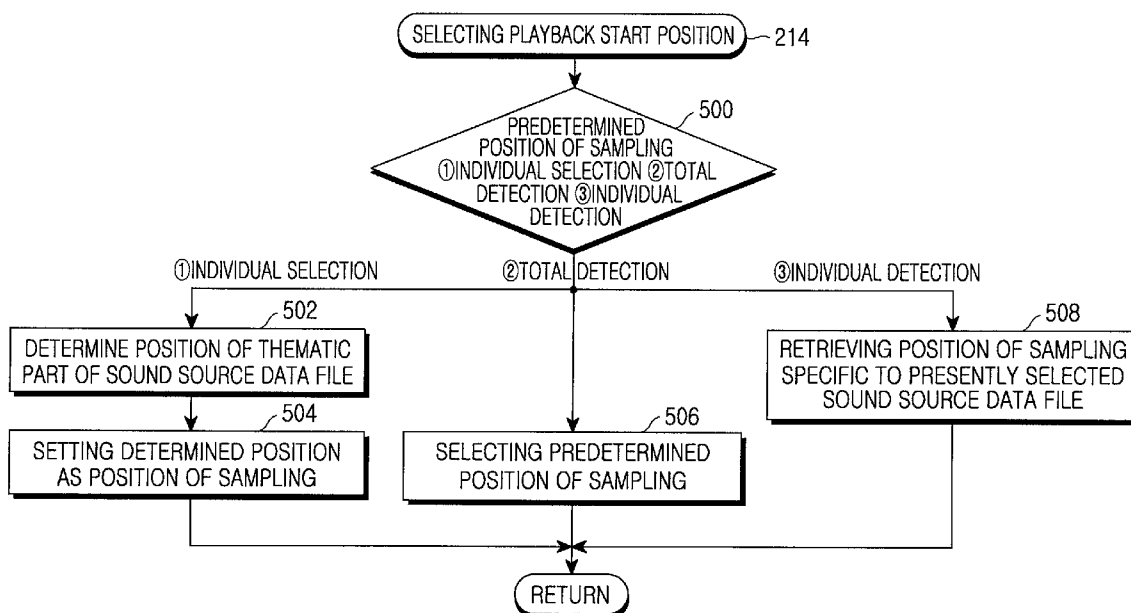 SELECTING PLAYBACK START POSITION
214
500
PREDETERMINED
POSITION OF SAMPLING
①INDIVIDUAL SELECTION ②TOTAL
DETECTION ③INDIVIDUAL
DETECTION
①INDIVIDUAL SELECTION
②TOTAL DETECTION
③INDIVIDUAL DETECTION
502
DETERMINE POSITION OF THEMATIC
PART OF SOUND SOURCE DATA FILE
504
SETTING DETERMINED POSITION
AS POSITION OF SAMPLING
506
SELECTING PREDETERMINED
POSITION OF SAMPLING
508
RETRIEVING POSITION OF SAMPLING
SPECIFIC TO PRESENTLY SELECTED
SOUND SOURCE DATA FILE
RETURN